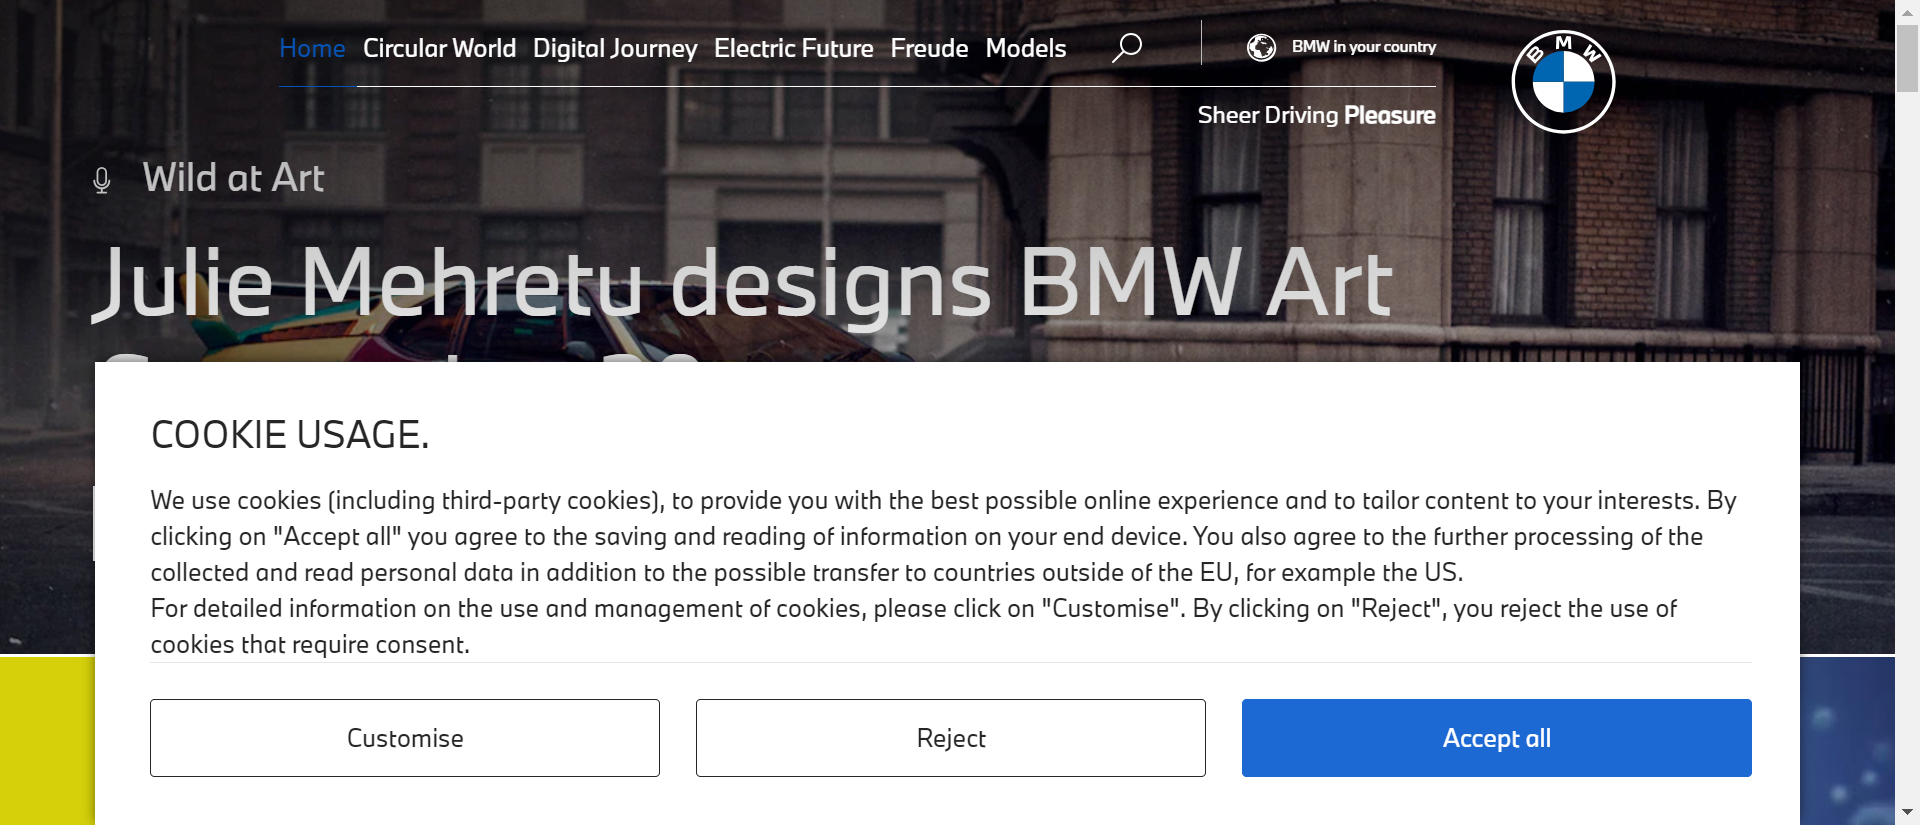 Home Circular World Digital Journey Electric Future Freude Models BMW in your country
BMW
Sheer Driving Pleasure
Wild at Art
Julie Mehretu designs BMW Art
COOKIE USAGE.
We use cookies (including third-party cookies), to provide you with the best possible online experience and to tailor content to your interests. By
clicking on "Accept all" you agree to the saving and reading of information on your end device. You also agree to the further processing of the
collected and read personal data in addition to the possible transfer to countries outside of the EU, for example the US.
For detailed information on the use and management of cookies, please click on "Customise". By clicking on "Reject", you reject the use of
cookies that require consent.
Customise Reject Accept all